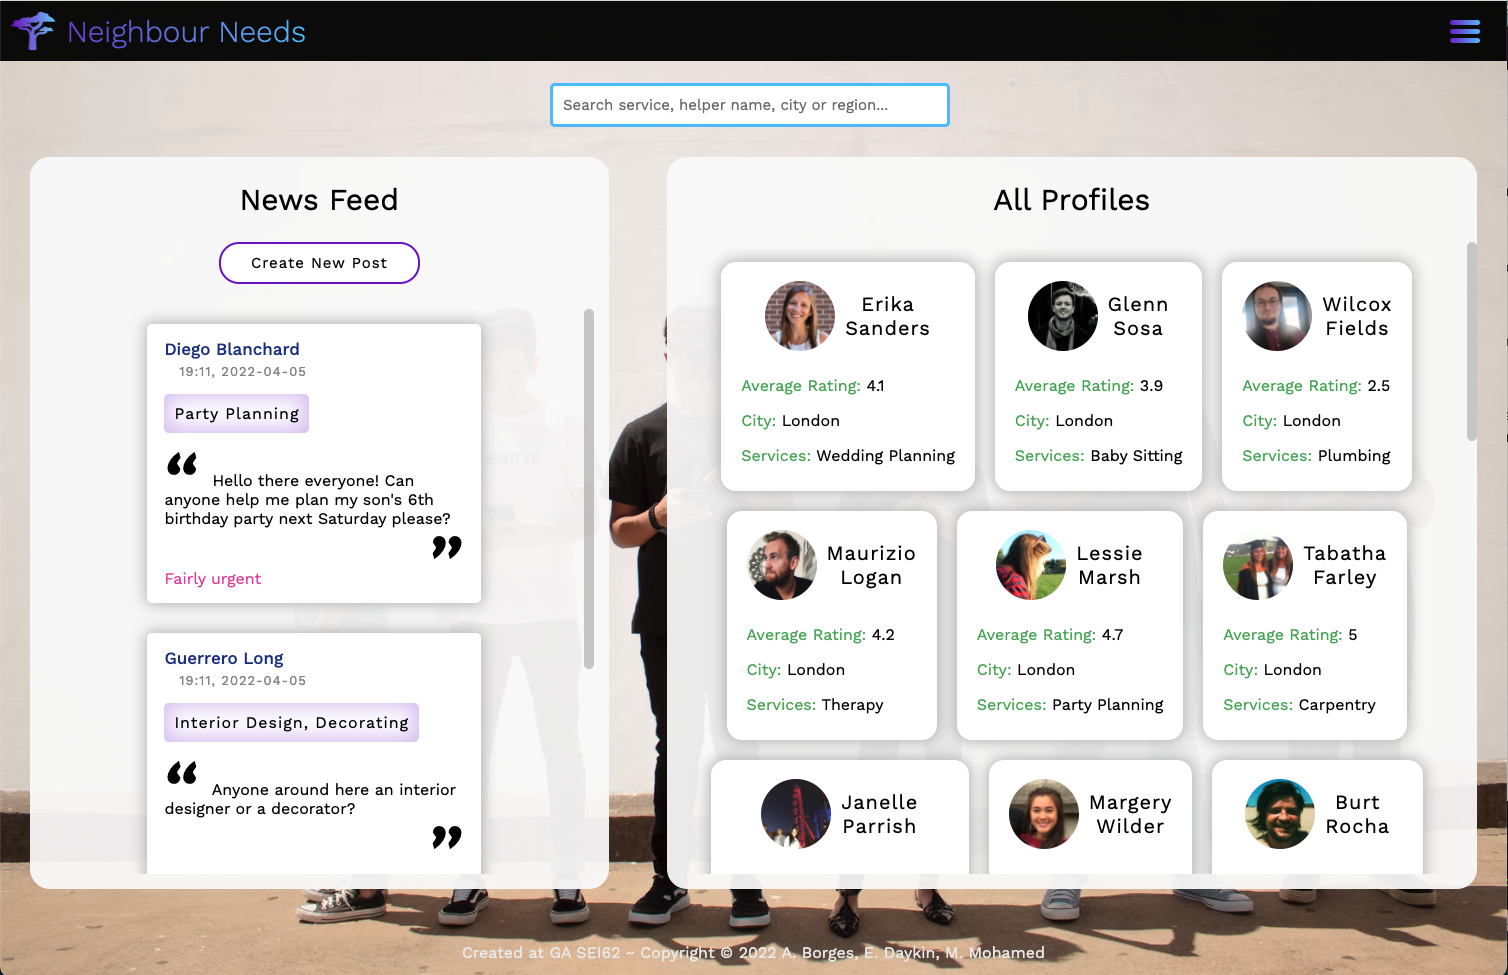 Neighbour Needs
Search service, helper name, city or region...
News Feed
Create New Post
Diego Blanchard
19:11, 2022-04-05
Party Planning
“ Hello there everyone! Can
anyone help me plan my son's 6th
birthday party next Saturday please?
”
Fairly urgent
Guerrero Long
19:11, 2022-04-05
Interior Design, Decorating
“ Anyone around here an interior
designer or a decorator?
”
All Profiles
Erika
Sanders
Average Rating: 4.1
City: London
Services: Wedding Planning
Glenn
Sosa
Average Rating: 3.9
City: London
Services: Baby Sitting
Wilcox
Fields
Average Rating: 2.5
City: London
Services: Plumbing
Maurizio
Logan
Average Rating: 4.2
City: London
Services: Therapy
Lessie
Marsh
Average Rating: 4.7
City: London
Services: Party Planning
Tabatha
Farley
Average Rating: 5
City: London
Services: Carpentry
Janelle
Parrish
Margery
Wilder
Burt
Rocha
Created at GA SEI62 ~ Copyright © 2022 A. Borges, E. Daykin, M. Mohamed